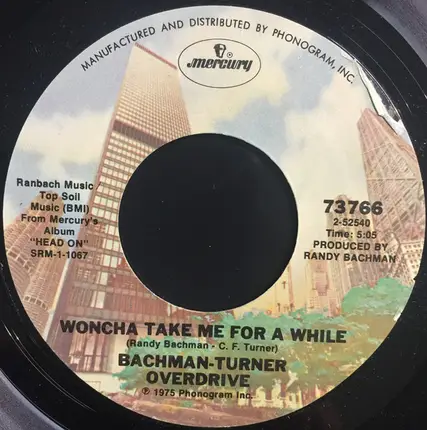 MANUFACTURED AND DISTRIBUTED BY PHONOGRAM, INC.
mercury
Ranbach Music
Top Soil
Music (BMI)
From Mercury's
Album
"HEAD ON"
SRM-1-1067
73766
2-52540
Time: 5:05
PRODUCED BY
RANDY BACHMAN
WONCHA TAKE ME FOR A WHILE
(Randy Bachman - C. F. Turner)
BACHMAN-TURNER
OVERDRIVE
℗ 1975 Phonogram Inc.